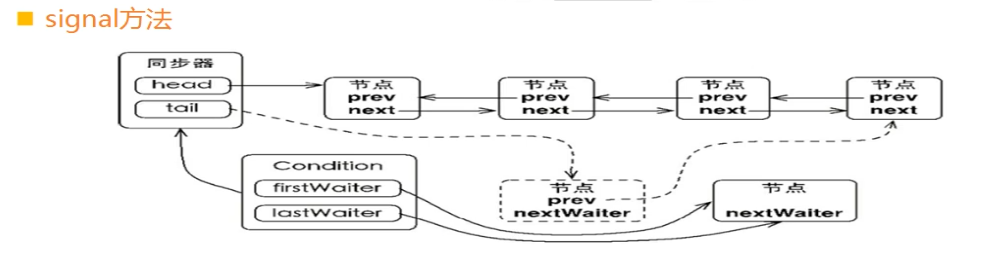 signal方法
同步器
head
tail
节点
prev
next
节点
prev
next
节点
prev
next
节点
prev
next
Condition
firstWaiter
lastWaiter
节点
prev
nextWaiter
节点
nextWaiter